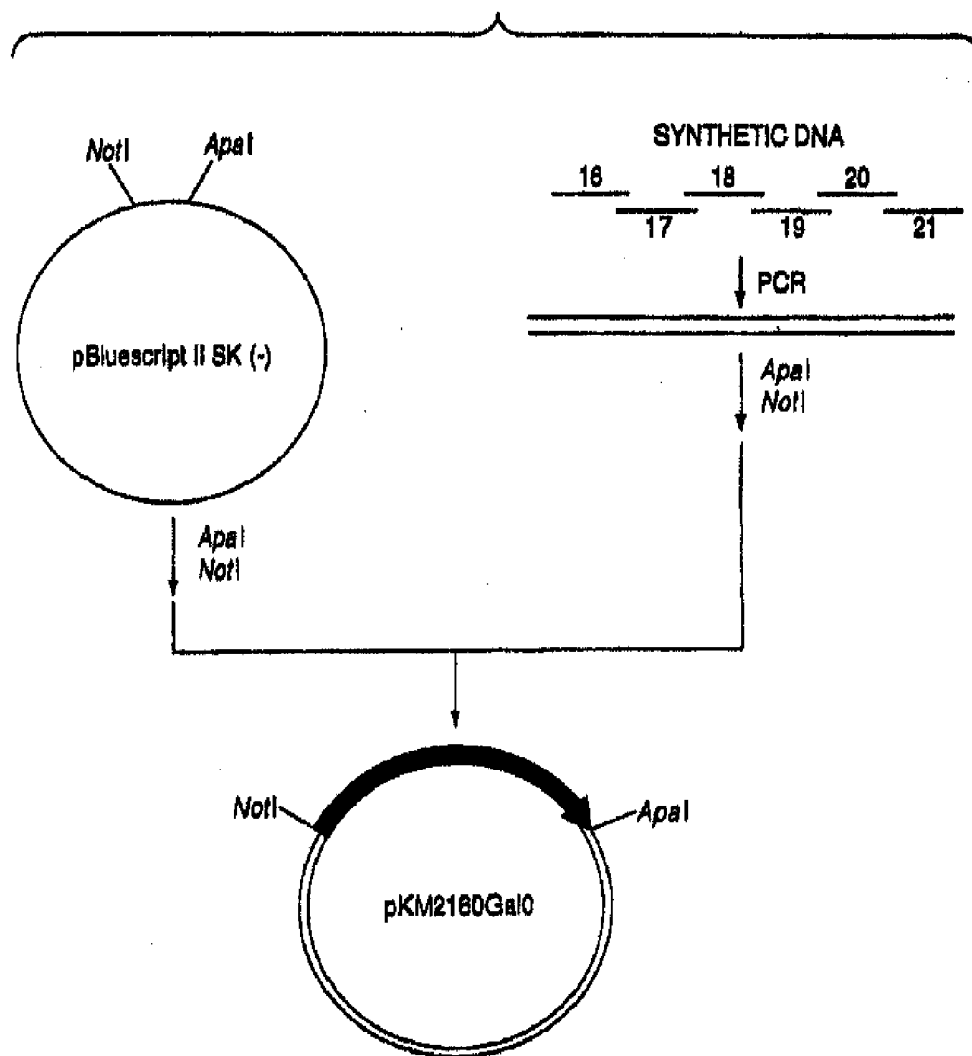 NotI
ApaI
pBluescript II SK (-)
ApaI
NotI
SYNTHETIC DNA
16
18
20
17
19
21
PCR
ApaI
NotI
NotI
ApaI
pKM2160Gal0